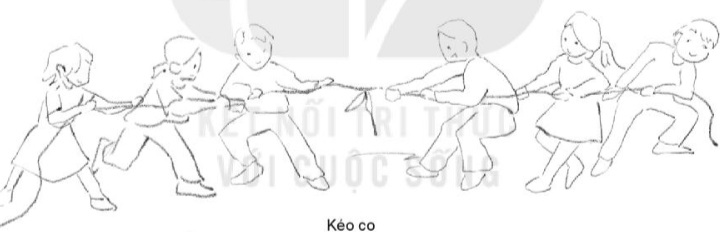 KẾT NỐI TRI THỨC
VỚI CUỘC SỐNG
Kéo co